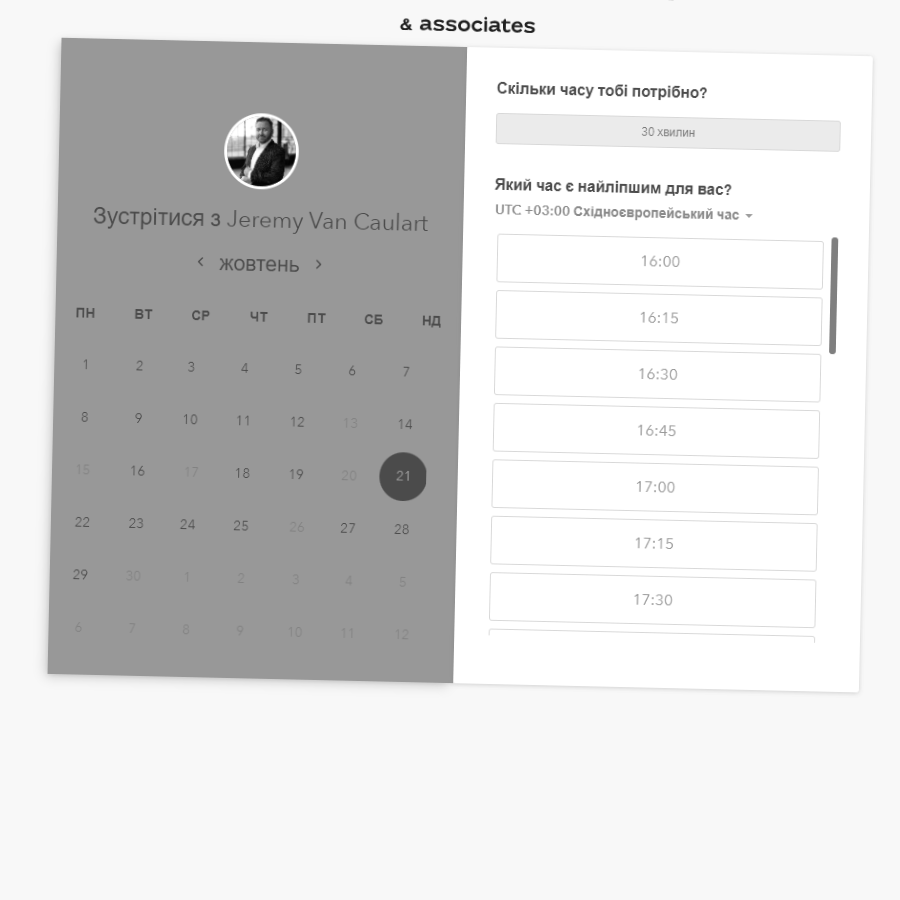 & associates
Зустрітися з Jeremy Van Caulart
жовтень
ПН ВТ СР ЧТ ПТ СБ НД
1 2 3 4 5 6 7
8 9 10 11 12 13 14
15 16 17 18 19 20 21
22 23 24 25 26 27 28
29 30 1 2 3 4 5
6 7 8 9 10 11 12
Скільки часу тобі потрібно?
30 хвилин
Який час є найліпшим для вас?
UTC +03:00 Східноєвропейський час
16:00
16:15
16:30
16:45
17:00
17:15
17:30